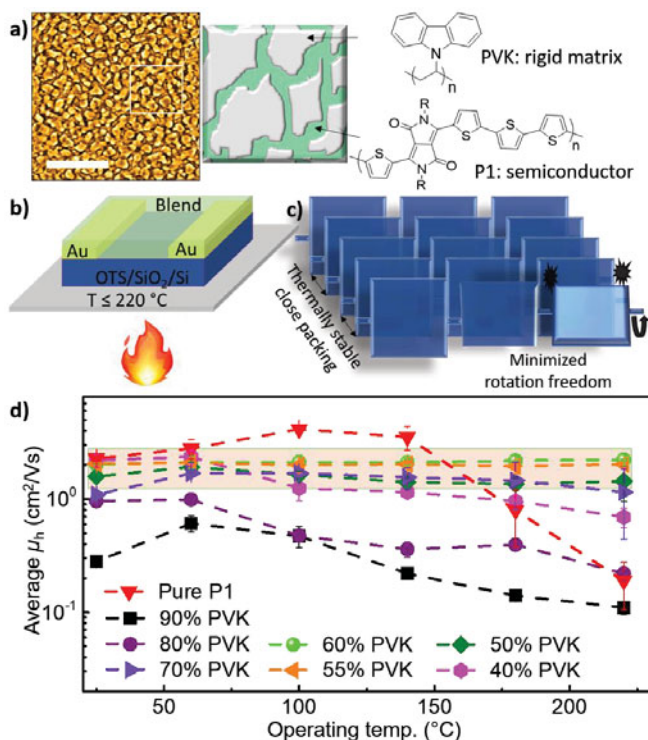 a)
N
( )n
PVK: rigid matrix
R
O N S S
S N O S n
R
P1: semiconductor
b)
Blend
Au Au
OTS/SiO2/Si
T ≤ 220 °C
c)
Thermally stable
close packing
Minimized
rotation freedom
d)
Average μh (cm²/Vs)
10⁰
10⁻¹
Pure P1
90% PVK
80% PVK 60% PVK 50% PVK
70% PVK 55% PVK 40% PVK
50 100 150 200
Operating temp. (°C)